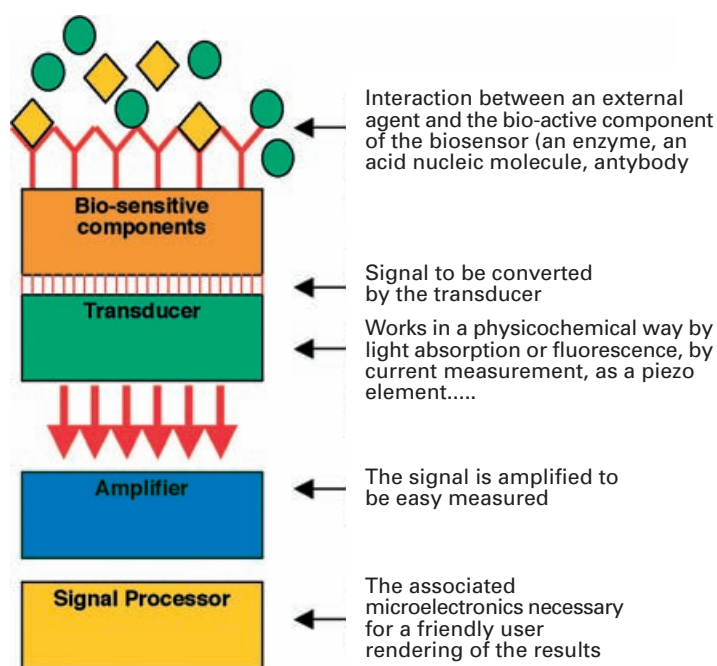 Interaction between an external
agent and the bio-active component
of the biosensor (an enzyme, an
acid nucleic molecule, antybody
Bio-sensitive
components
Signal to be converted
by the transducer
Transducer
Works in a physicochemical way by
light absorption or fluorescence, by
current measurement, as a piezo
element.....
Amplifier
The signal is amplified to
be easy measured
Signal Processor
The associated
microelectronics necessary
for a friendly user
rendering of the results